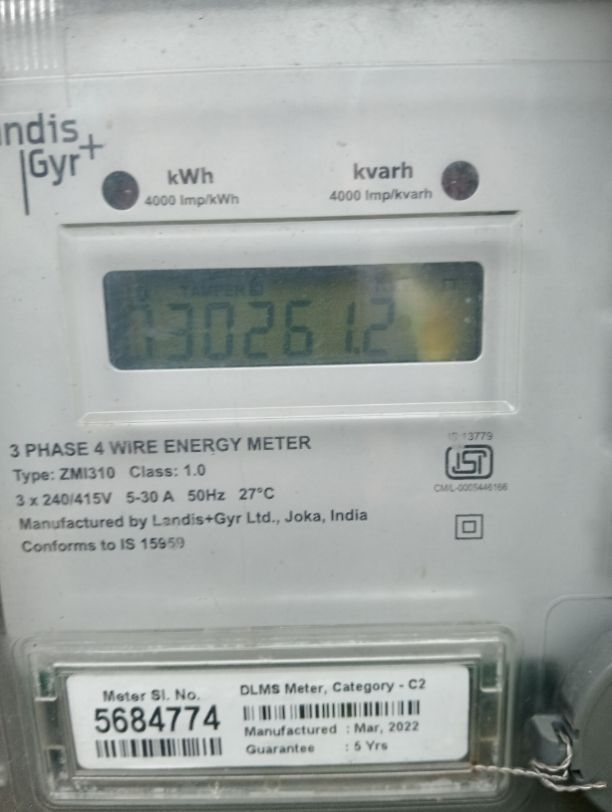 ndis
Gyr+
kWh
4000 Imp/kWh
kvarh
4000 Imp/kvarh
TAMPER
030261.2
3 PHASE 4 WIRE ENERGY METER
Type: ZMI310 Class: 1.0
3 x 240/415V 5-30 A 50Hz 27°C
Manufactured by Landis+Gyr Ltd., Joka, India
Conforms to IS 15959
IS 13779
ISI
CM/L-0005446166
Meter Sl. No.
5684774
DLMS Meter, Category - C2
Manufactured : Mar, 2022
Guarantee : 5 Yrs